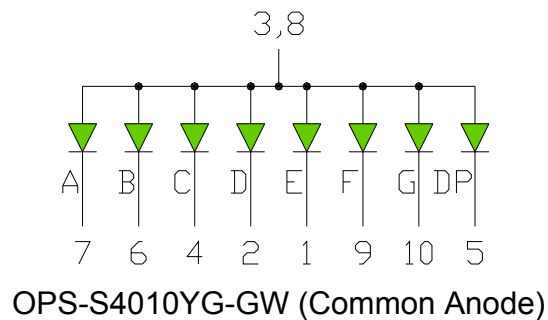 3,8
A B C D E F G DP
7 6 4 2 1 9 10 5
OPS-S4010YG-GW (Common Anode)